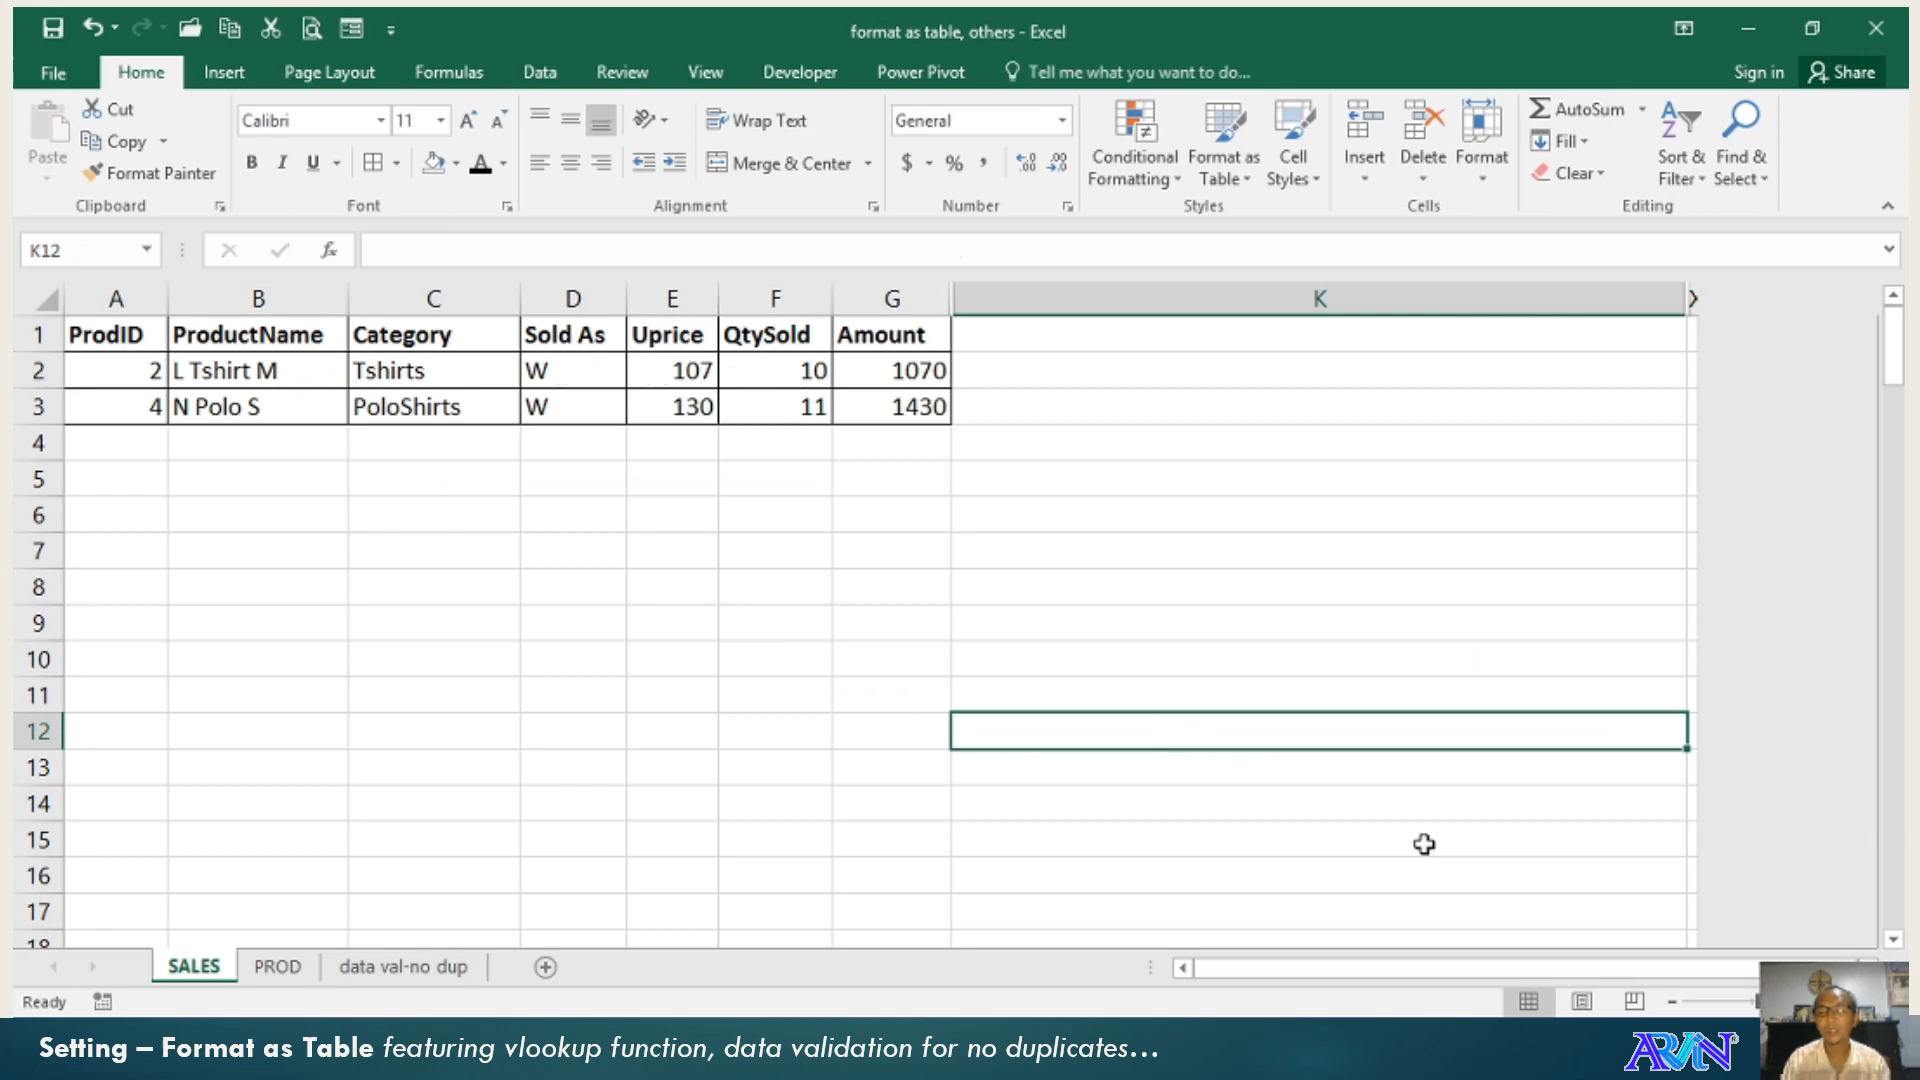 format as table, others - Excel
File Home Insert Page Layout Formulas Data Review View Developer Power Pivot Tell me what you want to do... Sign in Share
Paste
Cut
Copy
Format Painter
Clipboard
Calibri 11
B I U
Font
Wrap Text
Merge & Center
Alignment
General
$ % ,
Number
Conditional Formatting
Format as Table
Cell Styles
Styles
Insert Delete Format
Cells
AutoSum
Fill
Clear
Sort & Filter
Find & Select
Editing
K12 fx
A B C D E F G K
1 ProdID ProductName Category Sold As Uprice QtySold Amount
2 2 L Tshirt M Tshirts W 107 10 1070
3 4 N Polo S PoloShirts W 130 11 1430
4
5
6
7
8
9
10
11
12
13
14
15
16
17
18
SALES PROD data val-no dup
Ready
Setting – Format as Table featuring vlookup function, data validation for no duplicates...
ARVIN